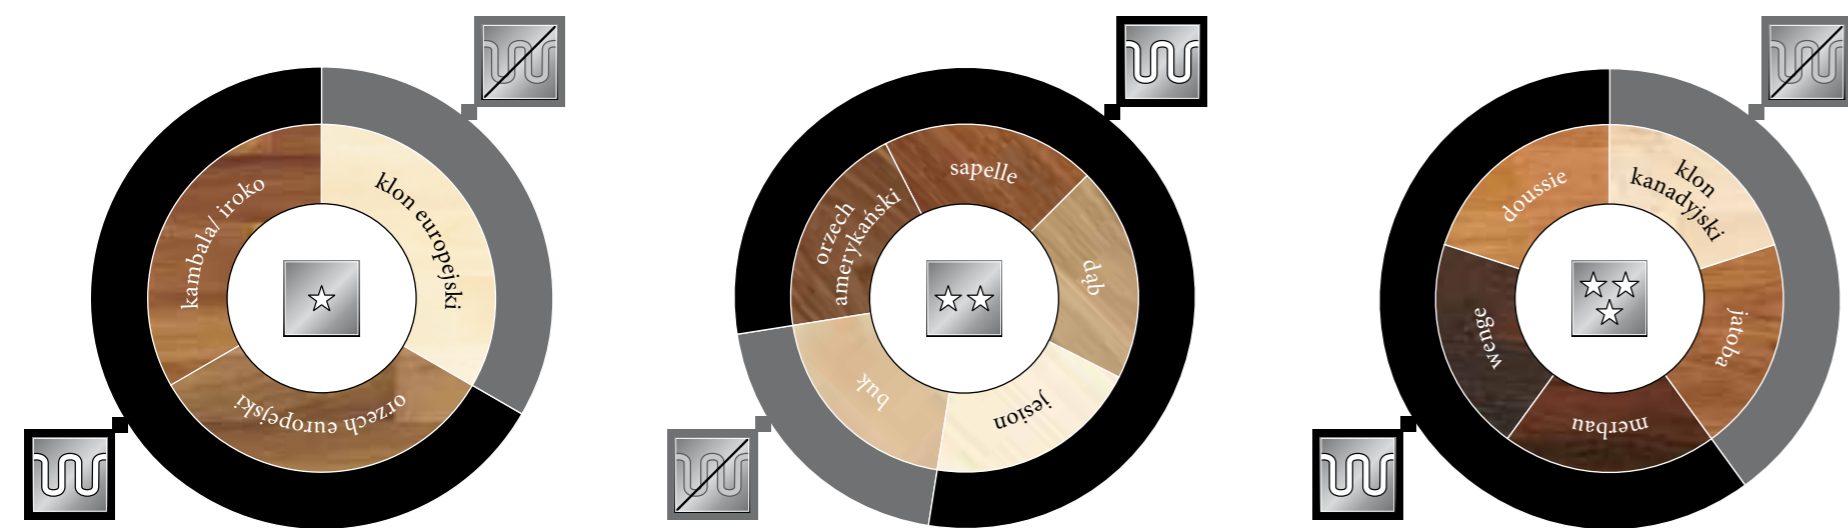 kambala/ iroko
klon europejski
orzech europejski
sapelle
orzech
amerykański
dąb
buk
jesion
doussie
klon
kanadyjski
wenge
jatoba
merbau